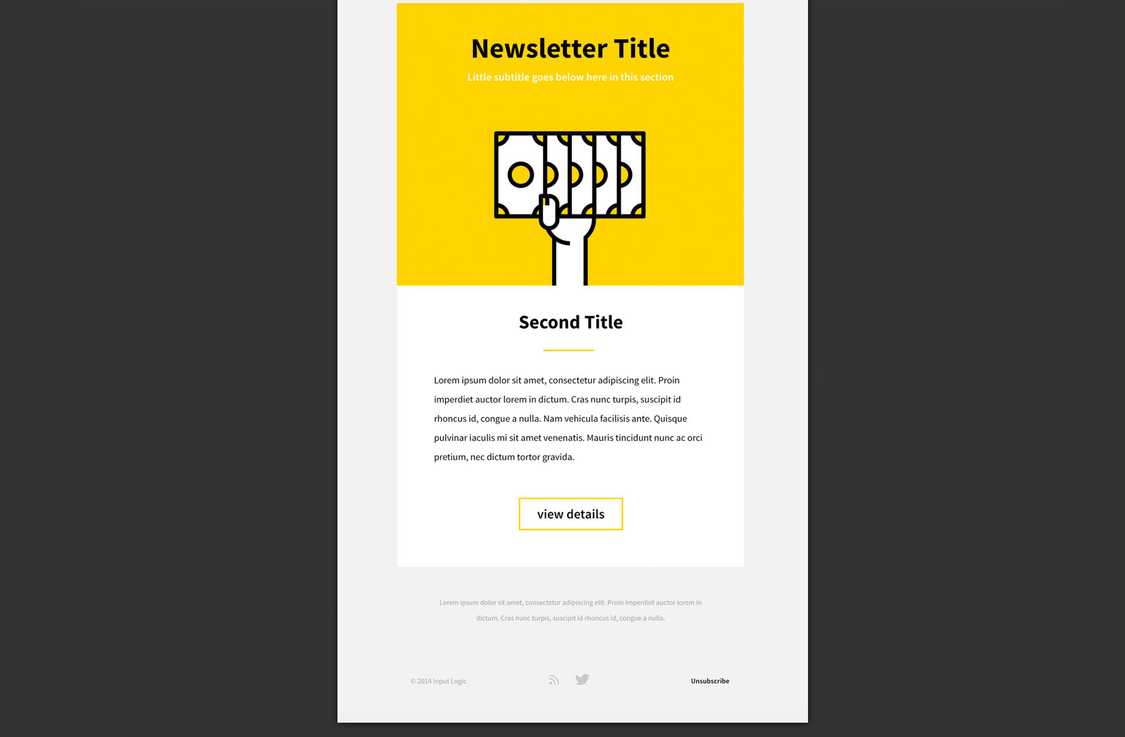 Newsletter Title
Little subtitle goes below here in this section
Second Title
Lorem ipsum dolor sit amet, consectetur adipiscing elit. Proin
imperdiet auctor lorem in dictum. Cras nunc turpis, suscipit id
rhoncus id, congue a nulla. Nam vehicula facilisis ante. Quisque
pulvinar iaculis mi sit amet venenatis. Mauris tincidunt nunc ac orci
pretium, nec dictum tortor gravida.
view details
Lorem ipsum dolor sit amet, consectetur adipiscing elit. Proin imperdiet auctor lorem in
dictum. Cras nunc turpis, suscipit id rhoncus id, congue a nulla.
© 2014 Input Logic
Unsubscribe